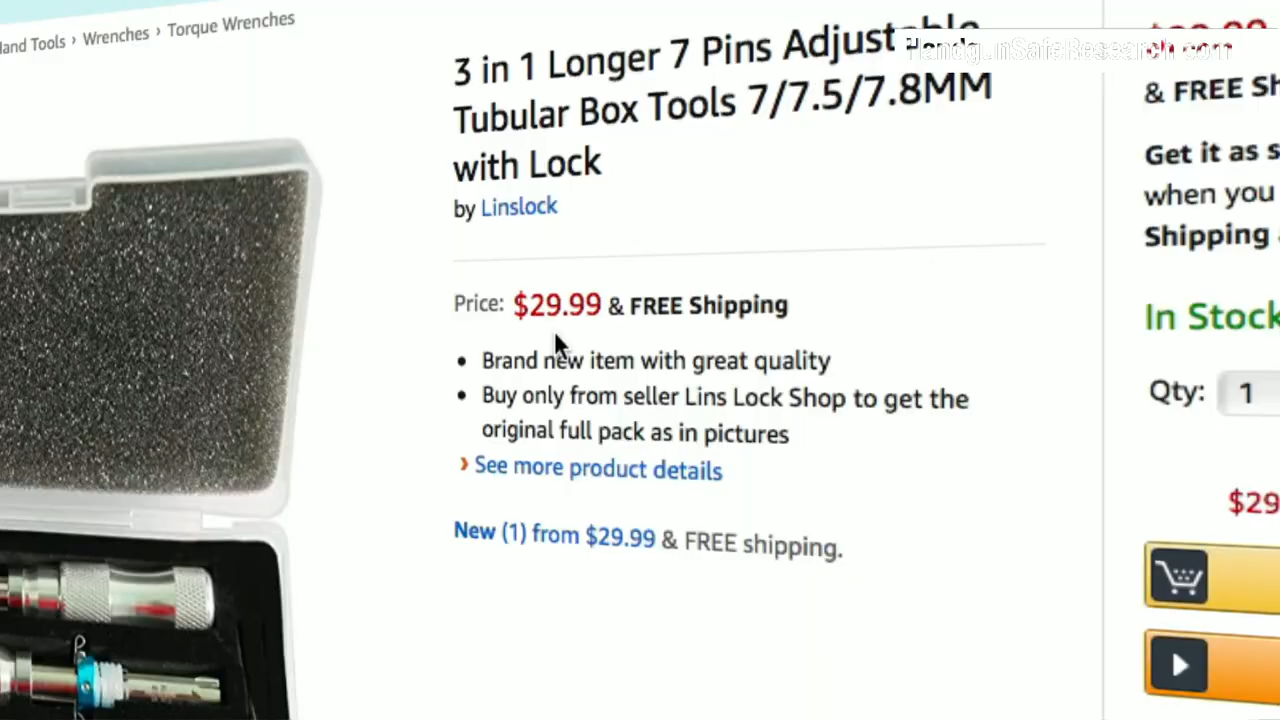 Hand Tools › Wrenches › Torque Wrenches
3 in 1 Longer 7 Pins Adjustable
Tubular Box Tools 7/7.5/7.8MM
with Lock
by Linslock
Price: $29.99 & FREE Shipping
• Brand new item with great quality
• Buy only from seller Lins Lock Shop to get the
original full pack as in pictures
› See more product details
New (1) from $29.99 & FREE shipping.
HandgunSafeResearch.com
& FREE Sh
Get it as s
when you
Shipping
In Stock
Qty: 1
$29